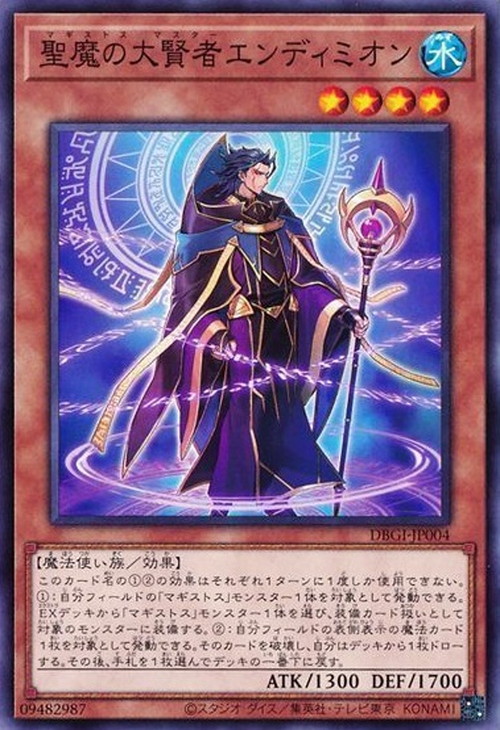 マギストス マスター
聖魔の大賢者エンディミオン
水
DBGI-JP004
【魔法使い族／効果】
このカード名の①②の効果はそれぞれ1ターンに1度しか使用できない。
①：自分フィールドの「マギストス」モンスター1体を対象として発動できる。
EXデッキから「マギストス」モンスター1体を選び、装備カード扱いとして
対象のモンスターに装備する。②：自分フィールドの表側表示の魔法カード
1枚を対象として発動できる。そのカードを破壊し、自分はデッキから1枚ドロー
する。その後、手札を1枚選んでデッキの一番下に戻す。
ATK/1300 DEF/1700
09482987
©スタジオ・ダイス／集英社・テレビ東京 KONAMI